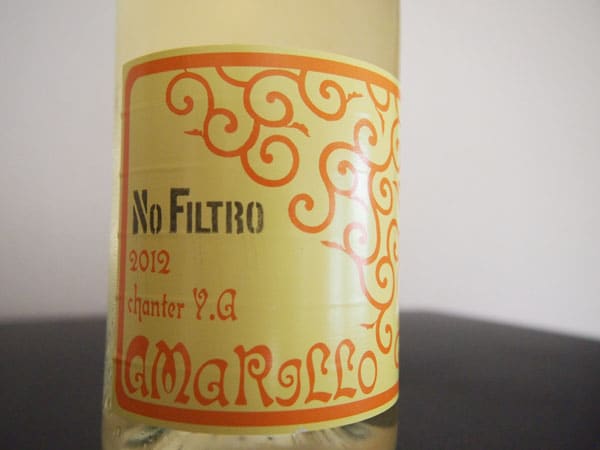 No FILTRO
2012
chanter Y.A
AMARILLO